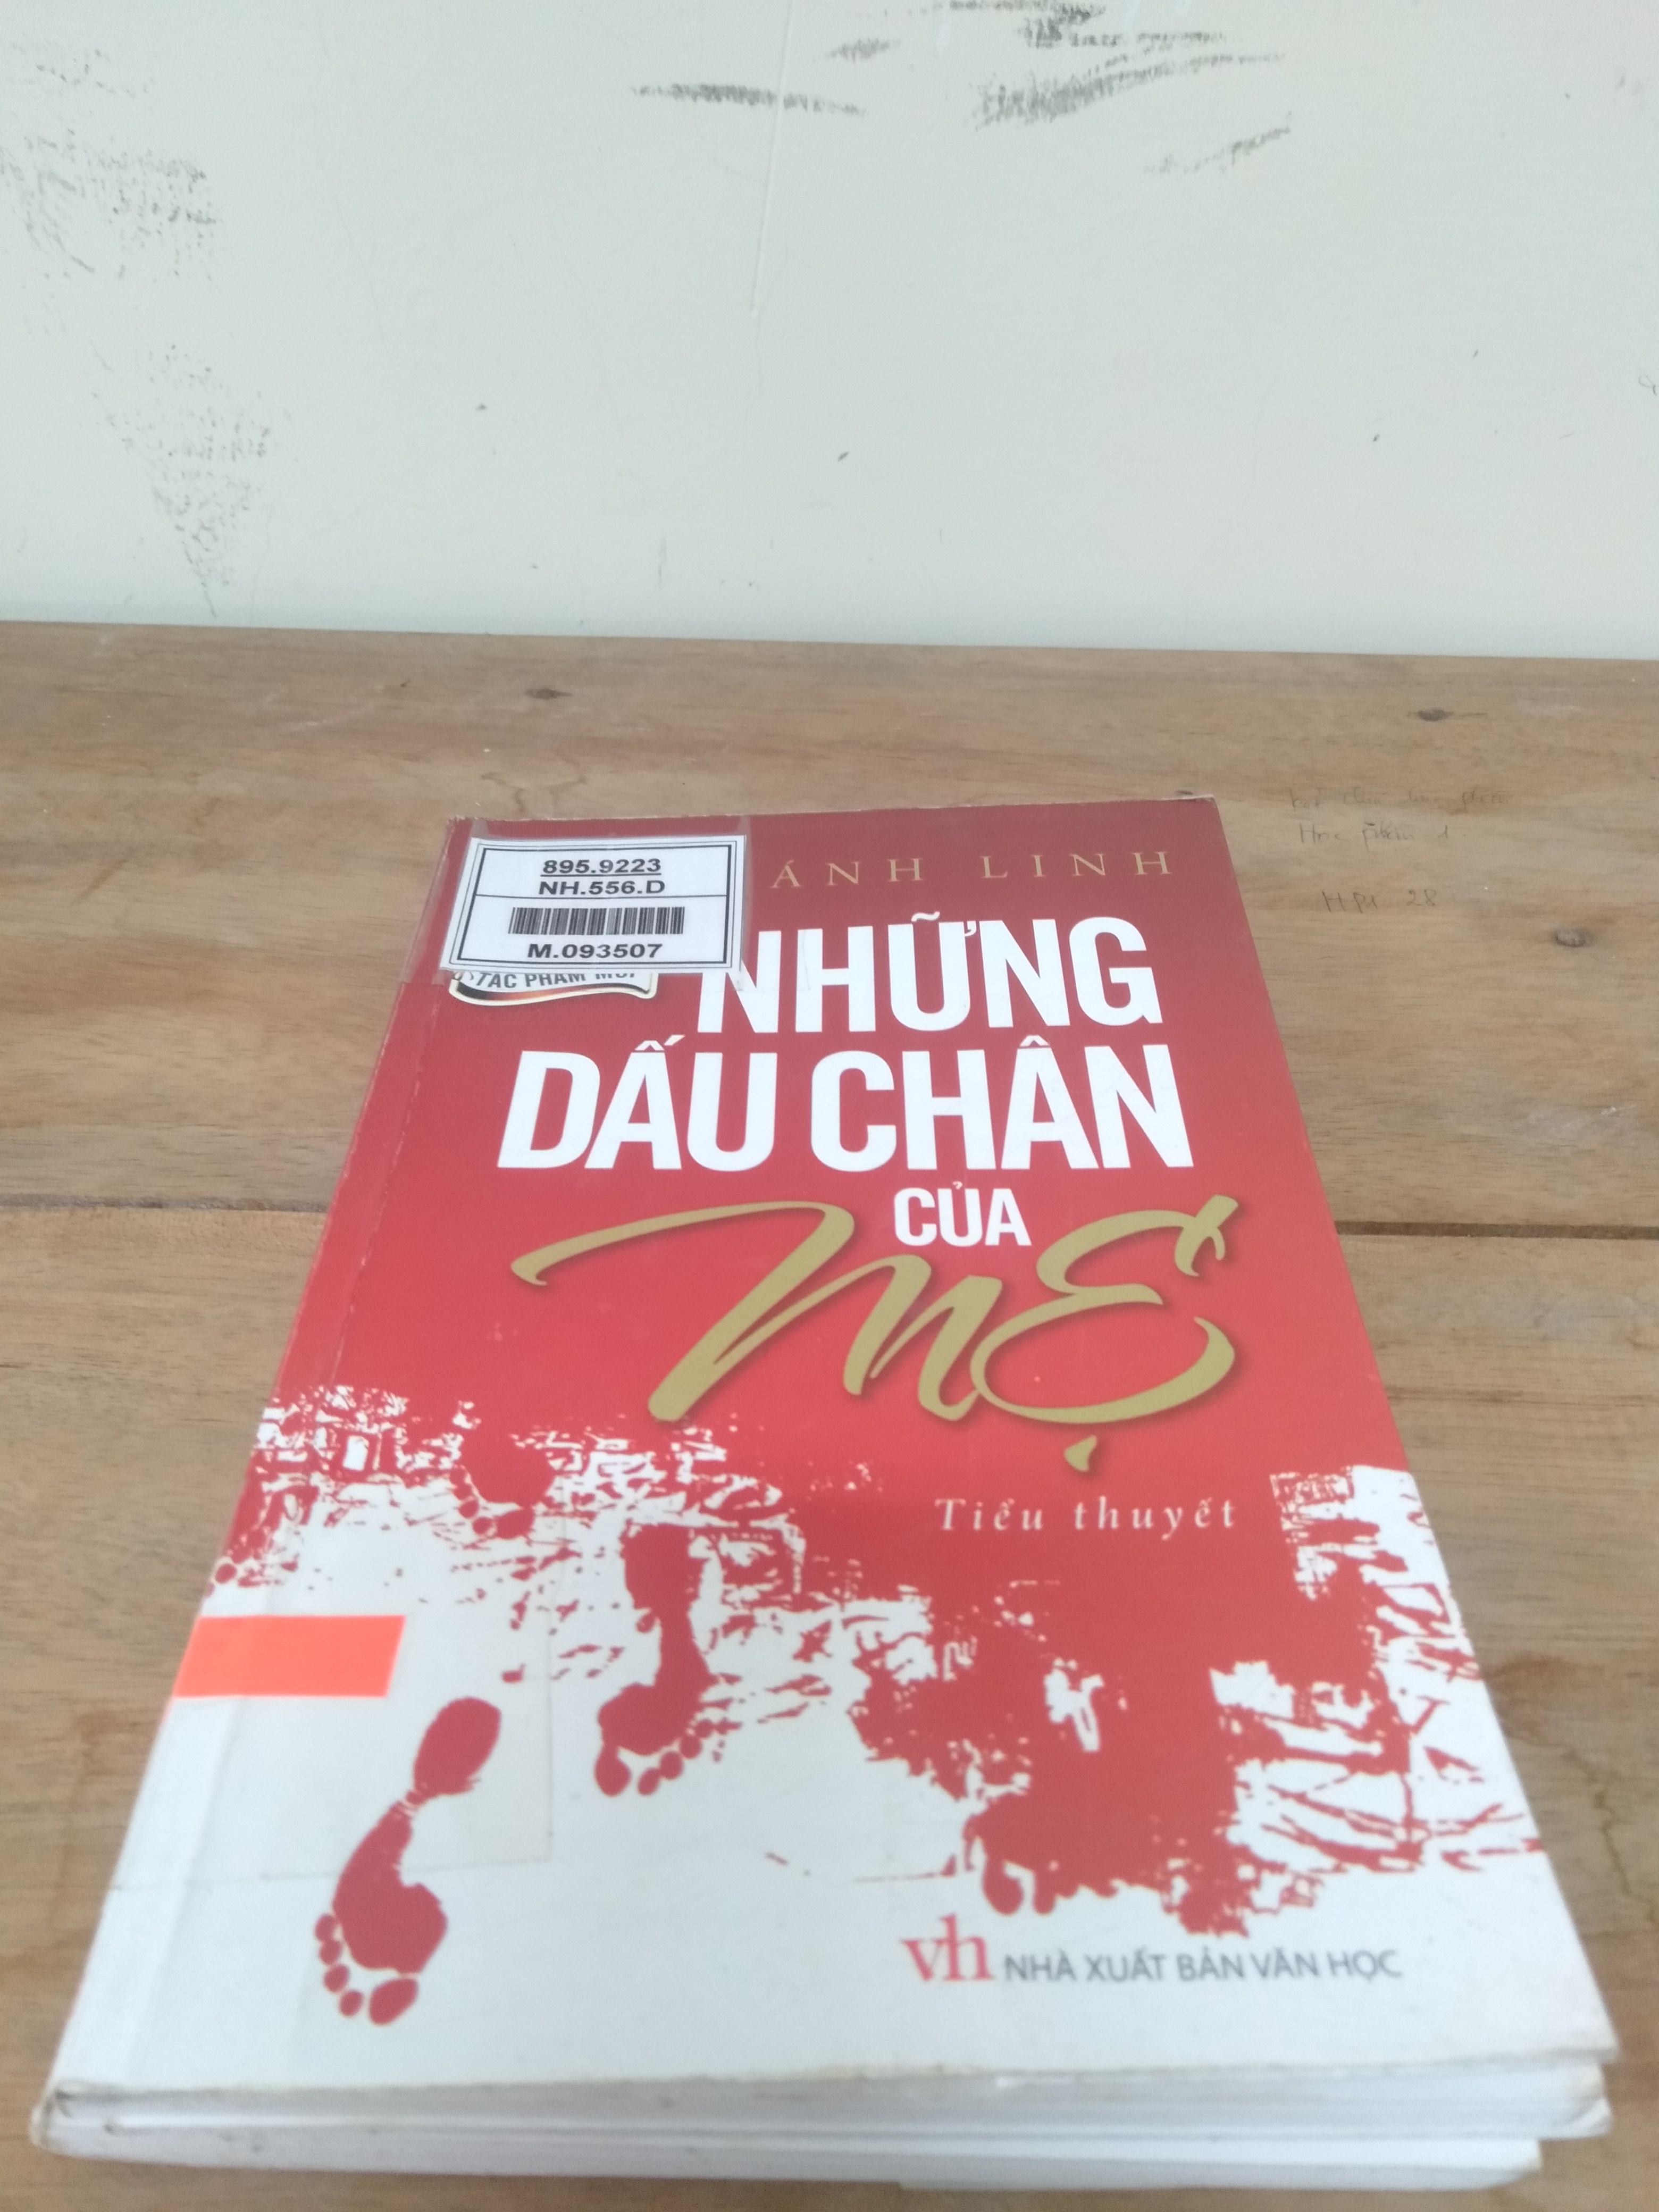 895.9223
NH.556.D
M.093507
ÁNH LINH
TÁC PHẨM MỚI
NHỮNG
DẤU CHÂN
CỦA
MẸ
Tiểu thuyết
vh NHÀ XUẤT BẢN VĂN HỌC